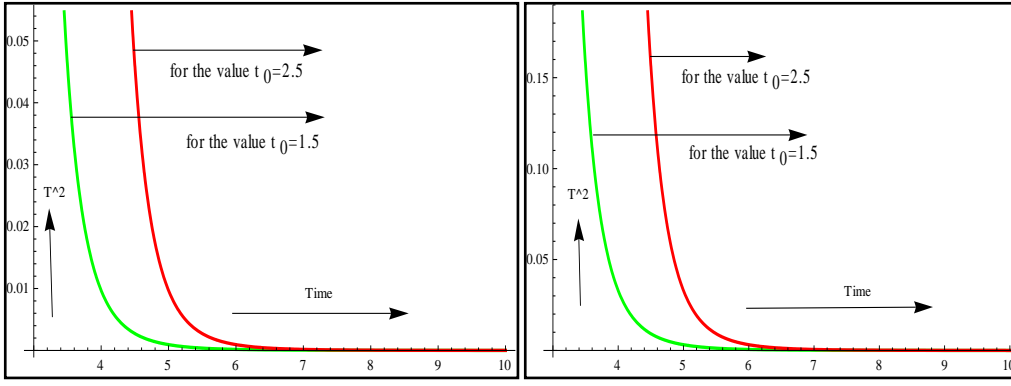 0.05
for the value t 0=2.5
0.04
for the value t 0=1.5
0.03
T^2
0.02
0.01
Time
4 5 6 7 8 9 10
for the value t 0=2.5
0.15
for the value t 0=1.5
0.10
T^2
0.05
Time
4 5 6 7 8 9 10